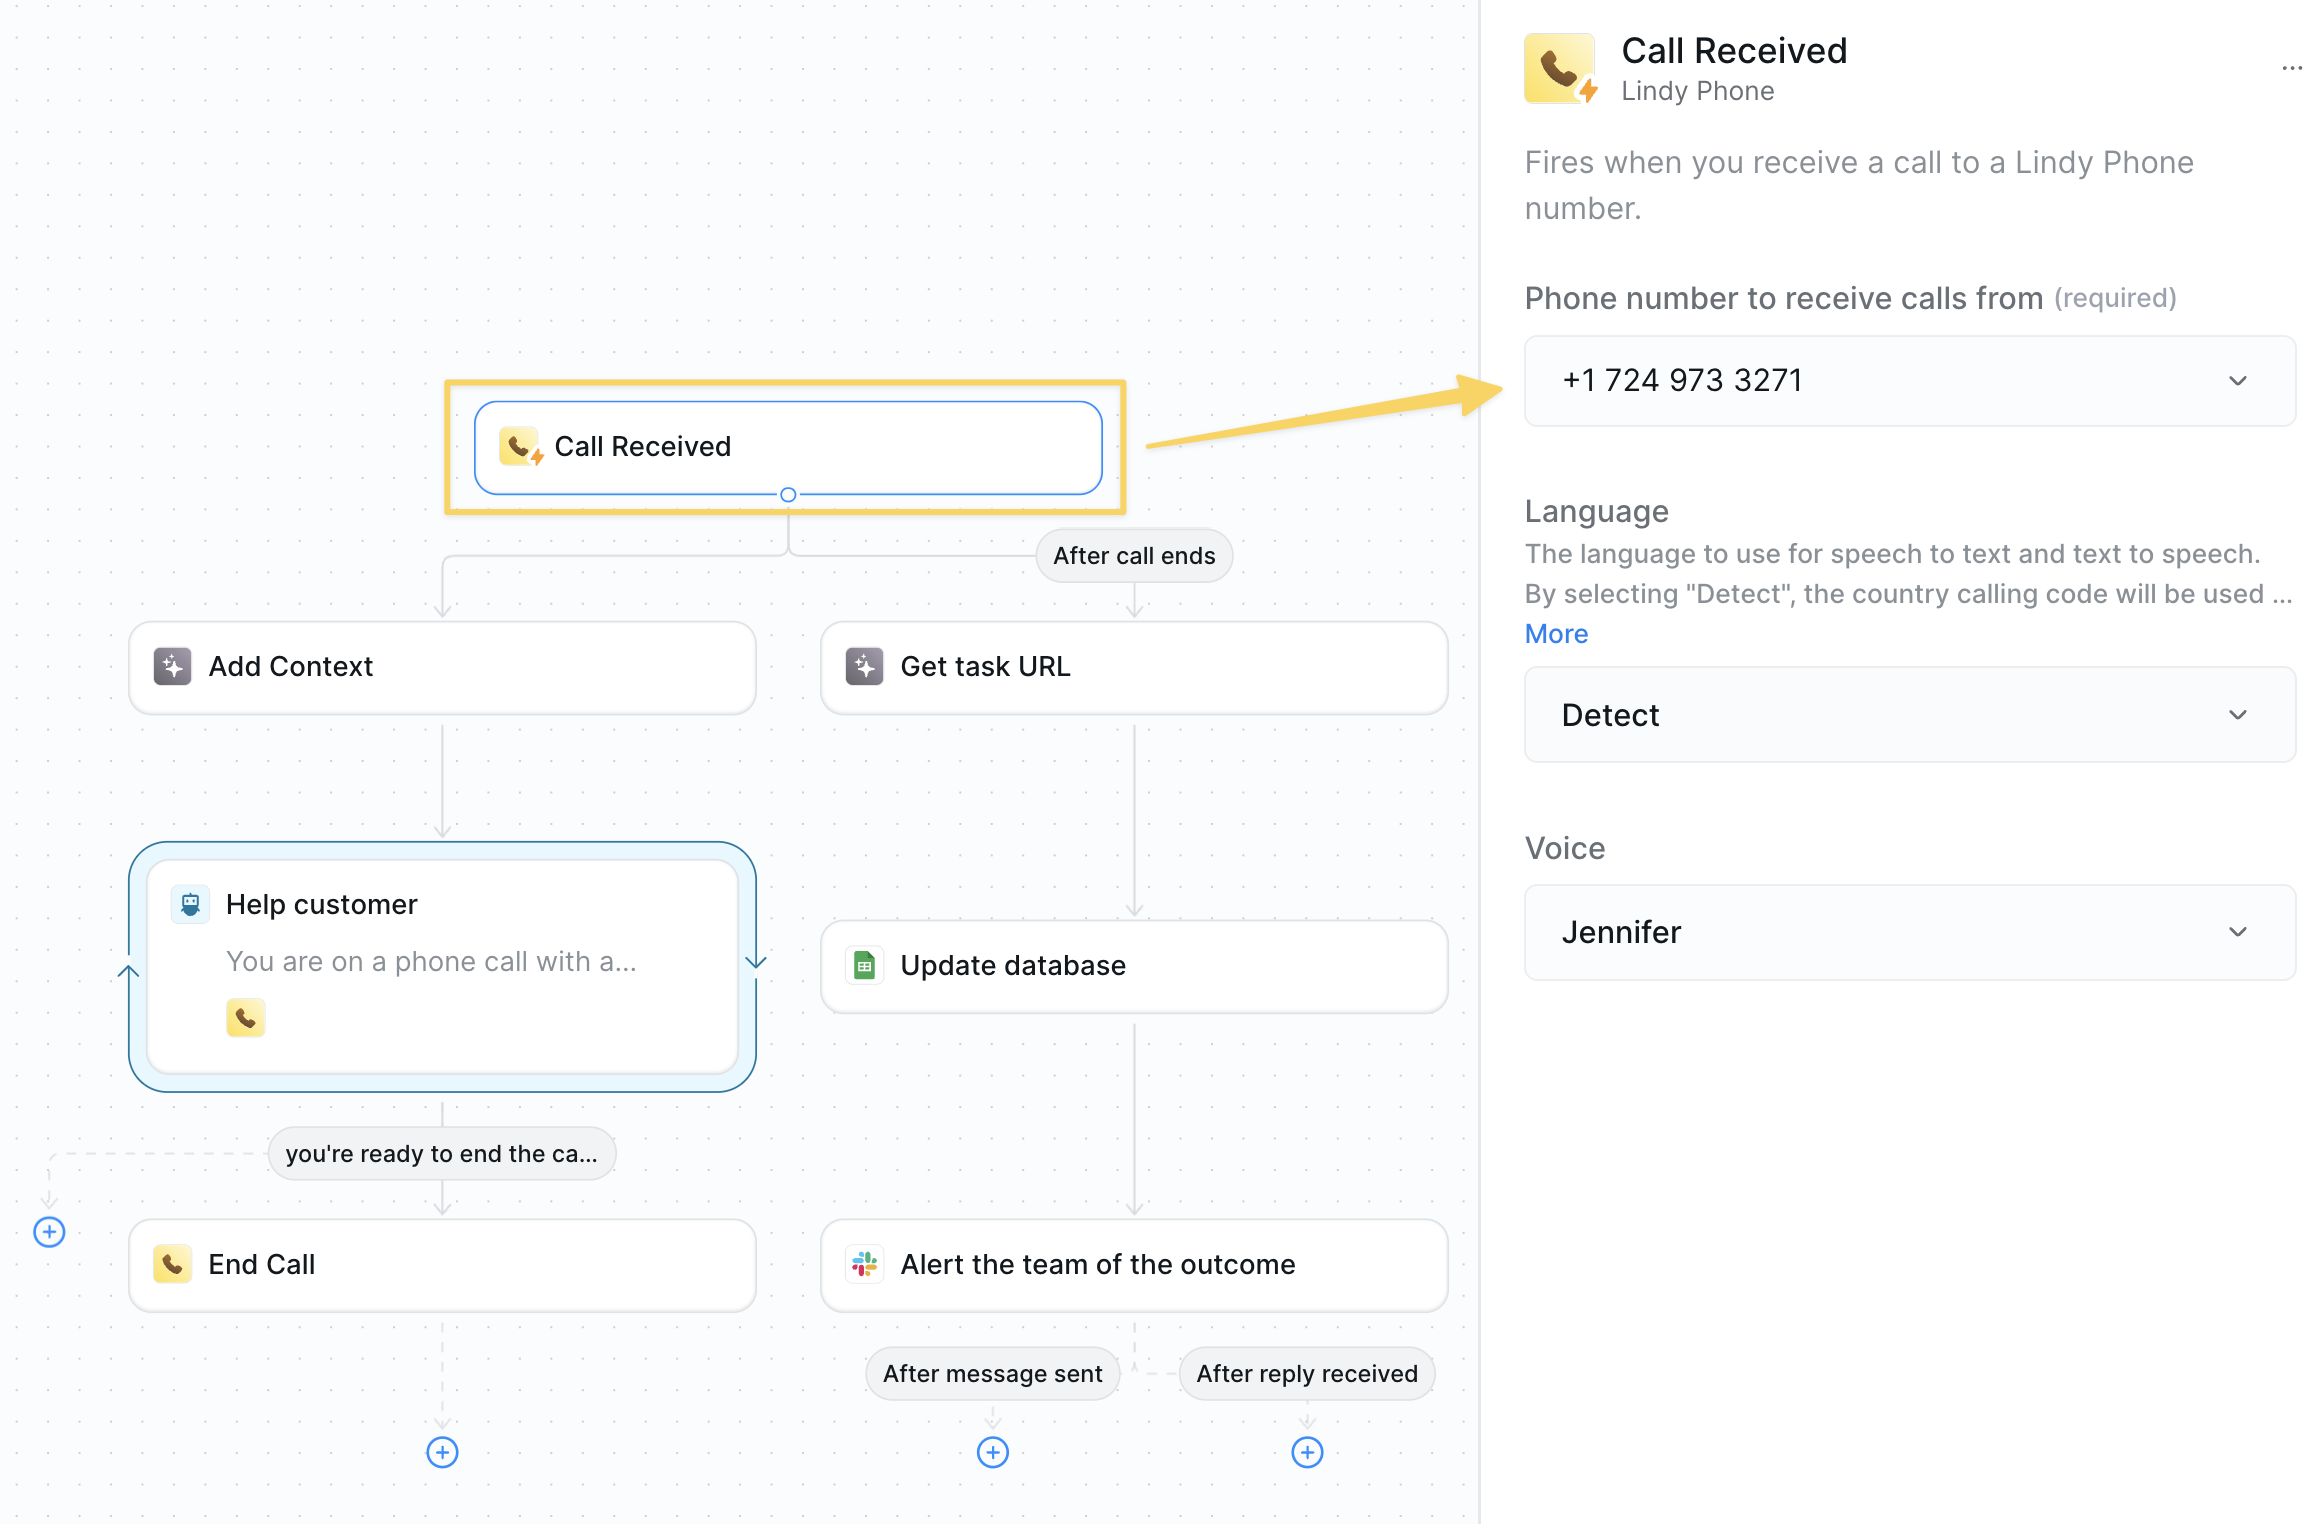 Call Received
After call ends
Add Context
Get task URL
Help customer
You are on a phone call with a...
Update database
you're ready to end the ca...
End Call
Alert the team of the outcome
After message sent
After reply received
Call Received
Lindy Phone
...
Fires when you receive a call to a Lindy Phone
number.
Phone number to receive calls from (required)
+1 724 973 3271
Language
The language to use for speech to text and text to speech.
By selecting "Detect", the country calling code will be used ...
More
Detect
Voice
Jennifer